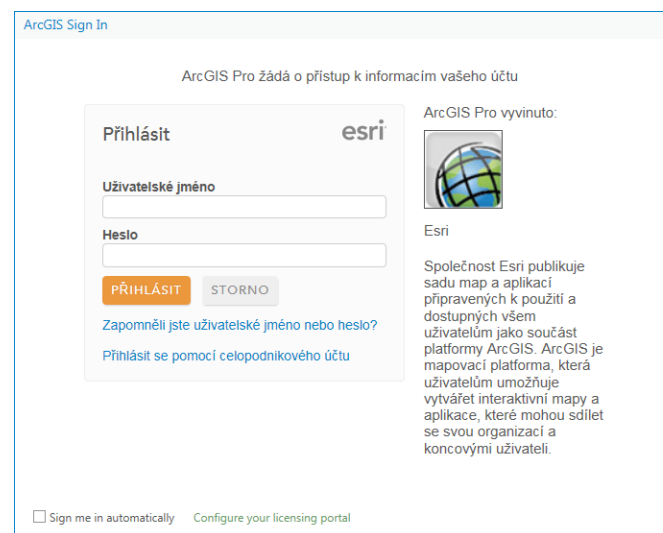 ArcGIS Sign In
ArcGIS Pro žádá o přístup k informacím vašeho účtu
Přihlásit
esri
Uživatelské jméno
Heslo
PŘIHLÁSIT
STORNO
Zapomněli jste uživatelské jméno nebo heslo?
Přihlásit se pomocí celopodnikového účtu
ArcGIS Pro vyvinuto:
Esri
Společnost Esri publikuje
sadu map a aplikací
připravených k použití a
dostupných všem
uživatelům jako součást
platformy ArcGIS. ArcGIS je
mapovací platforma, která
uživatelům umožňuje
vytvářet interaktivní mapy a
aplikace, které mohou sdílet
se svou organizací a
koncovými uživateli.
Sign me in automatically
Configure your licensing portal